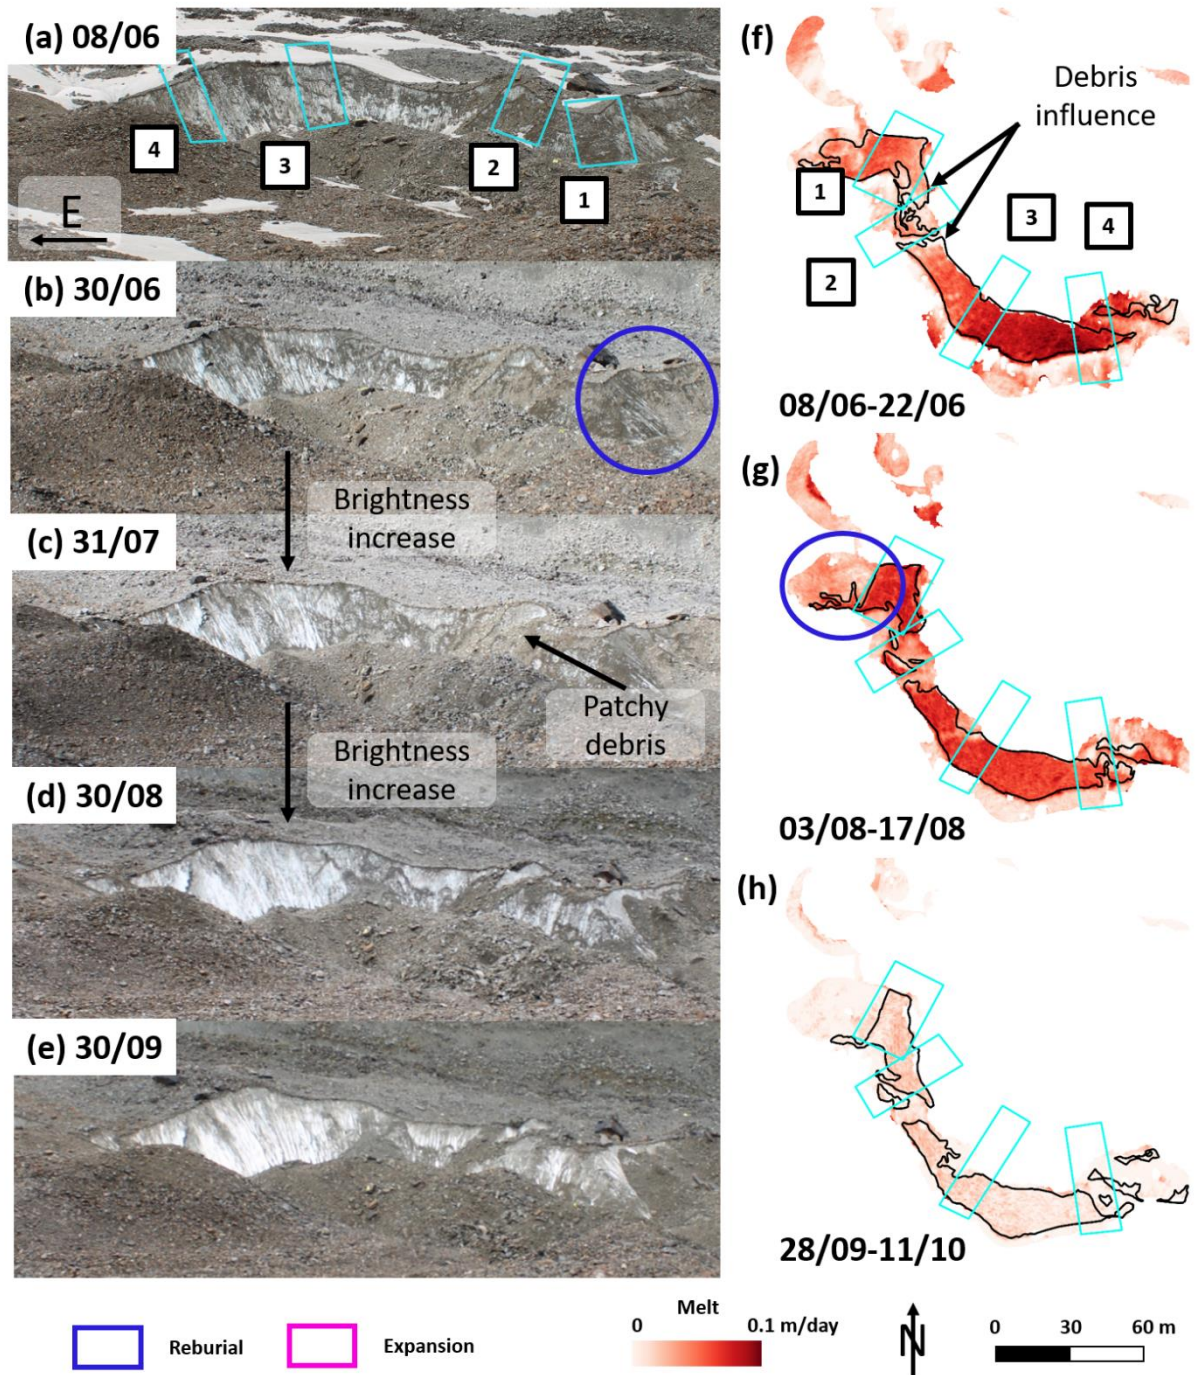 (a) 08/06
4
3
2
1
E
(b) 30/06
Brightness
increase
(c) 31/07
Patchy
debris
Brightness
increase
(d) 30/08
(e) 30/09
(f)
Debris
influence
1
3
4
2
08/06-22/06
(g)
03/08-17/08
(h)
28/09-11/10
Reburial
Expansion
Melt
0
0.1 m/day
N
0
30
60 m